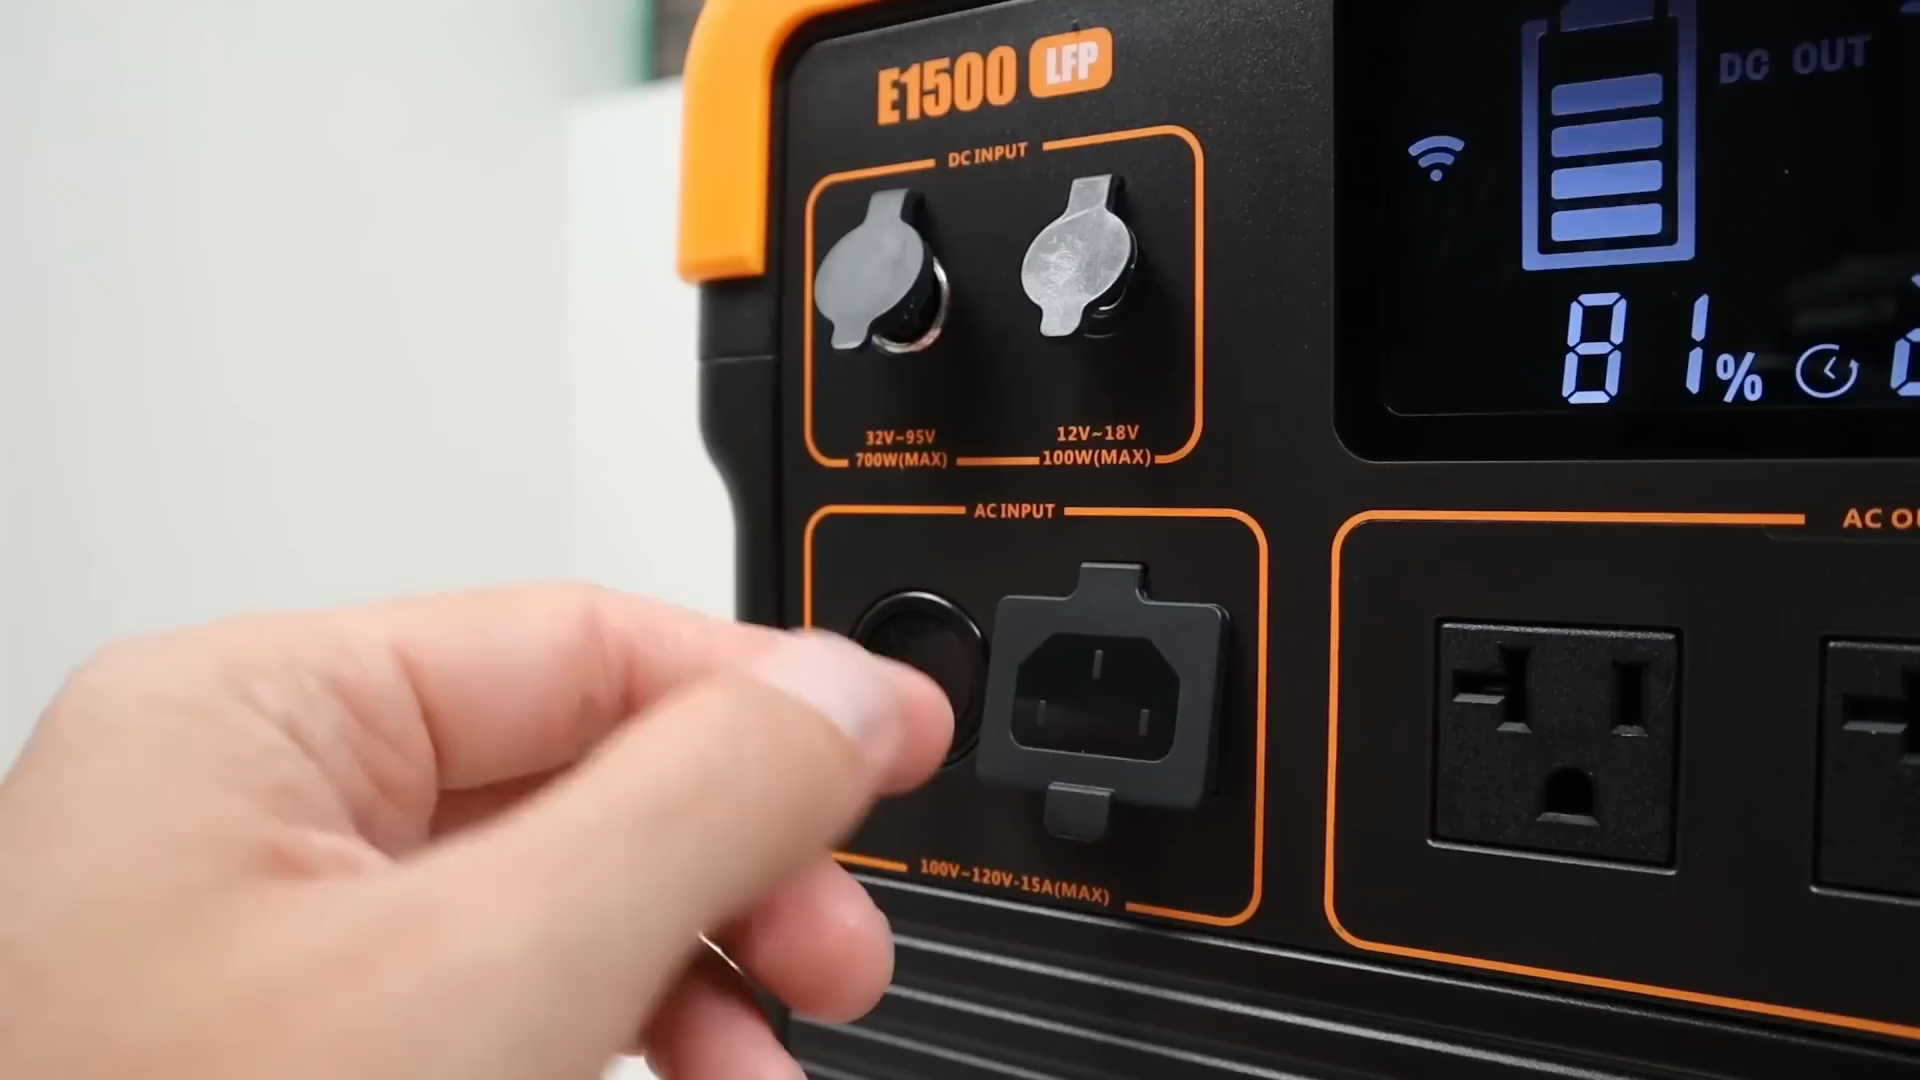 E1500 LFP
DC INPUT
32V~95V
700W(MAX)
12V~18V
100W(MAX)
DC OUT
81%
AC INPUT
100V~120V-15A(MAX)
AC